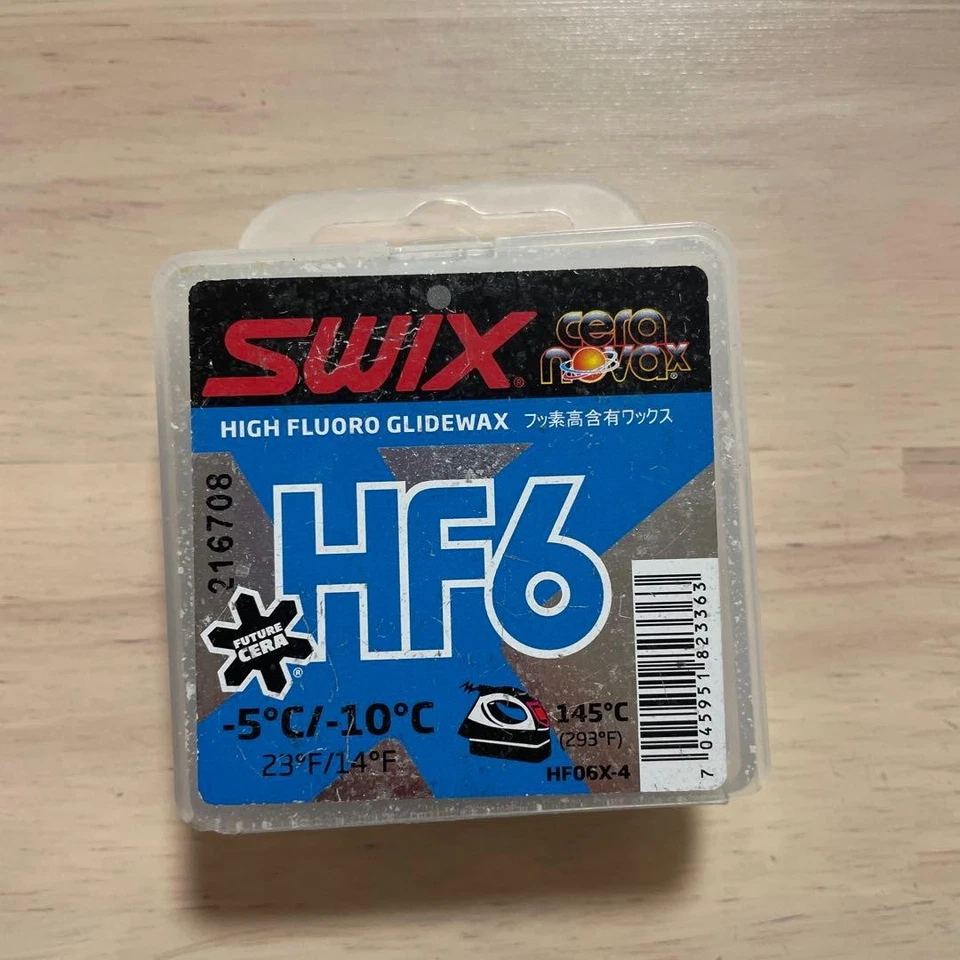 SWIX®
cera
novax®
HIGH FLUORO GLIDEWAX フッ素高含有ワックス
216708
HF6
FUTURE
CERA
®
-5°C/-10°C
23°F/14°F
145°C
(293°F)
HF06X-4
7 045951 823363